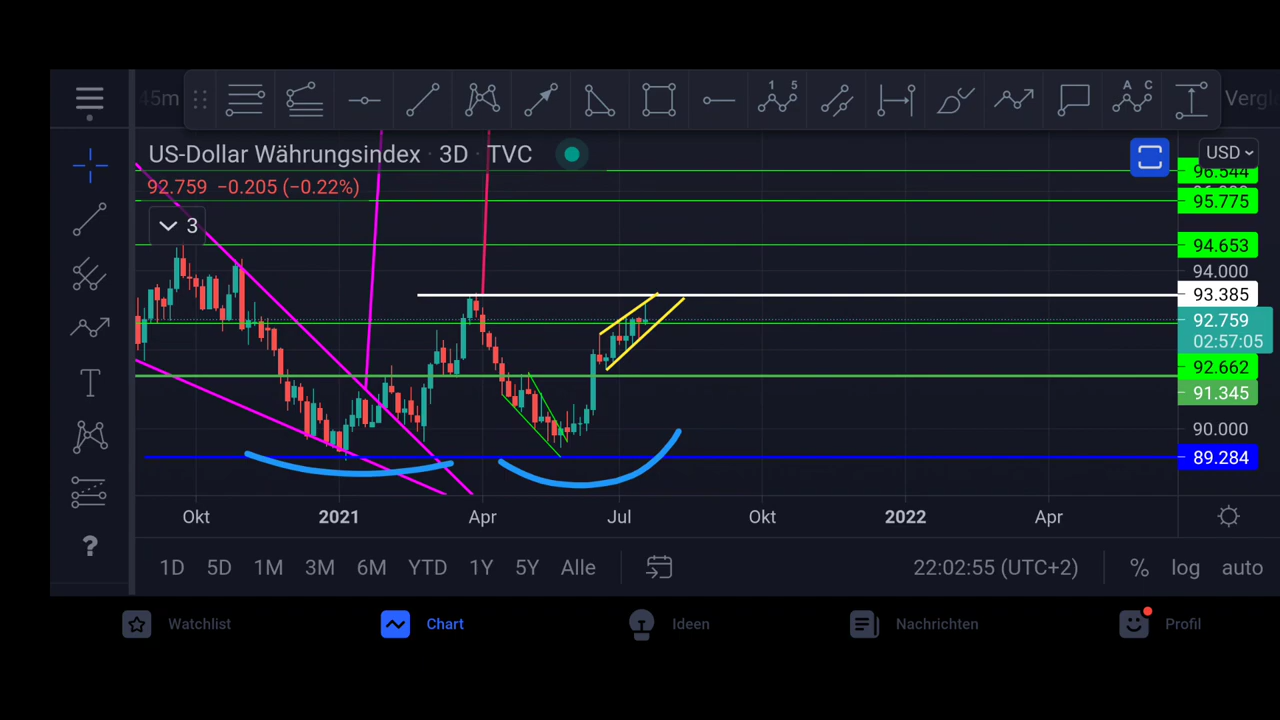 45m
1 5
A C
Vergl
US-Dollar Währungsindex · 3D · TVC
USD
92.759 −0.205 (−0.22%)
3
96.544
95.775
94.653
94.000
93.385
92.759
02:57:05
92.662
91.345
90.000
89.284
T
?
Okt 2021 Apr Jul Okt 2022 Apr
1D 5D 1M 3M 6M YTD 1Y 5Y Alle
22:02:55 (UTC+2) % log auto
Watchlist Chart Ideen Nachrichten Profil